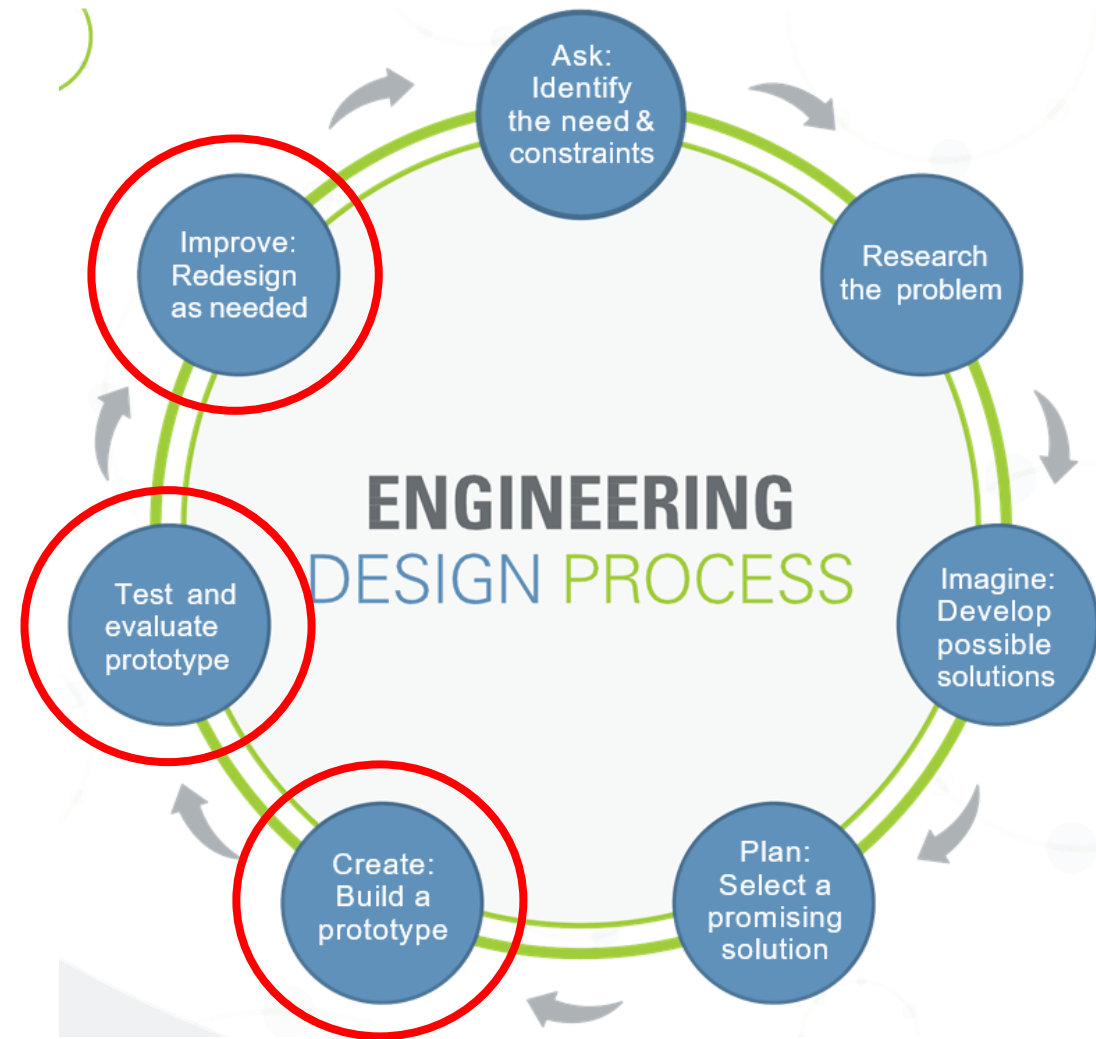 Ask:
Identify
the need &
constraints
Research
the problem
Imagine:
Develop
possible
solutions
Plan:
Select a
promising
solution
Create:
Build a
prototype
Test and
evaluate
prototype
Improve:
Redesign
as needed
ENGINEERING
DESIGN PROCESS